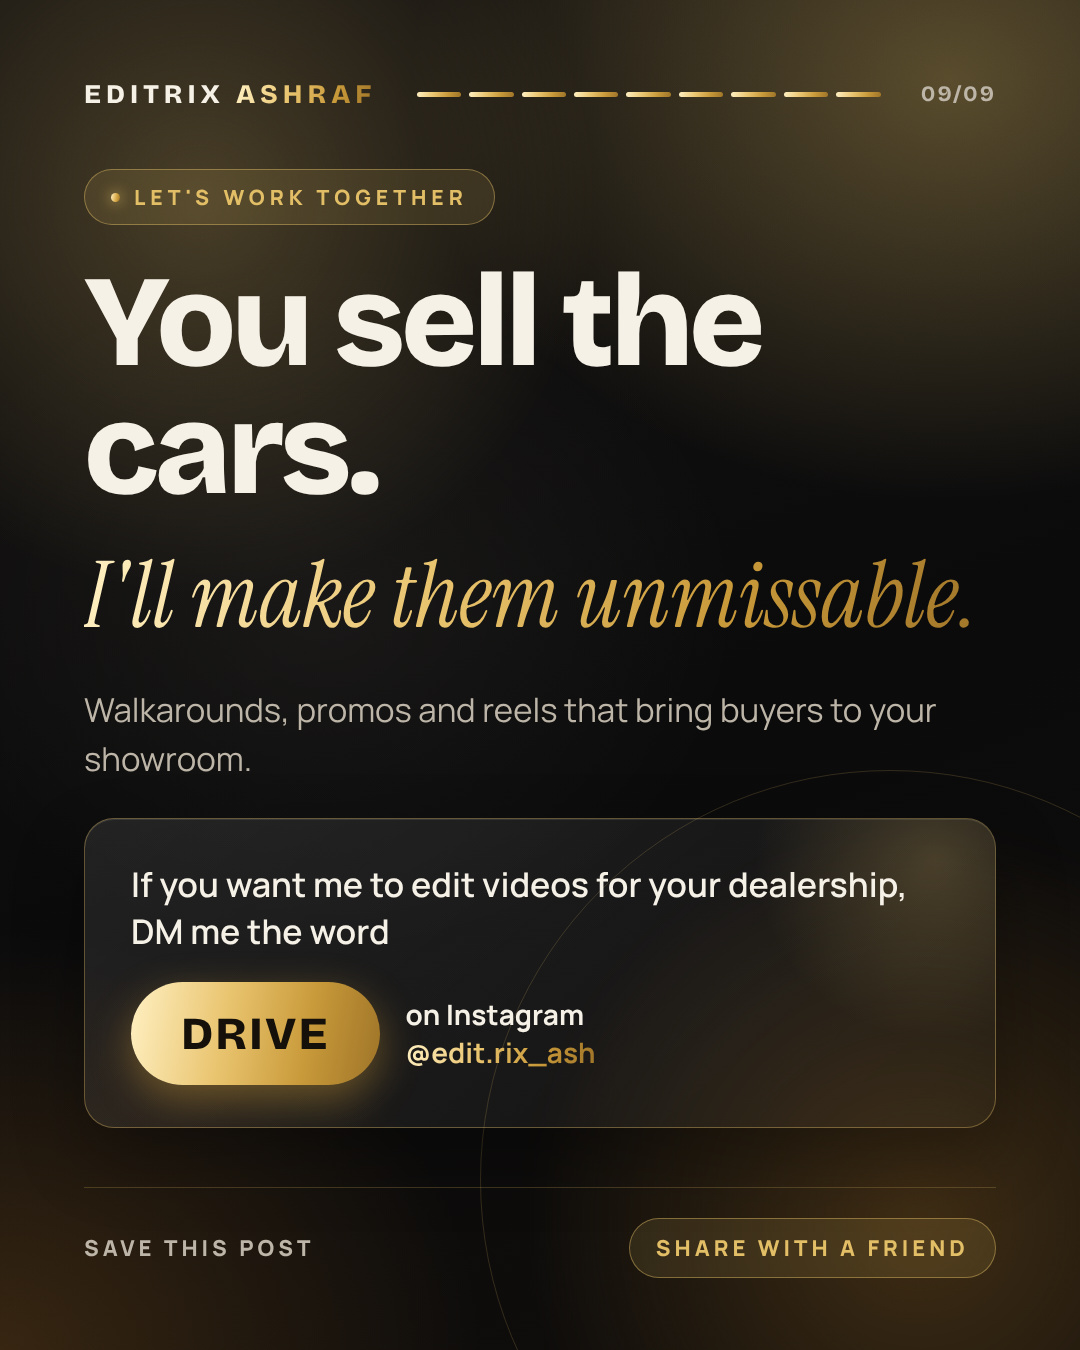 EDITRIX ASHRAF
09/09
LET'S WORK TOGETHER
You sell the
cars.
I'll make them unmissable.
Walkarounds, promos and reels that bring buyers to your
showroom.
If you want me to edit videos for your dealership,
DM me the word
DRIVE
on Instagram
@edit.rix_ash
SAVE THIS POST
SHARE WITH A FRIEND